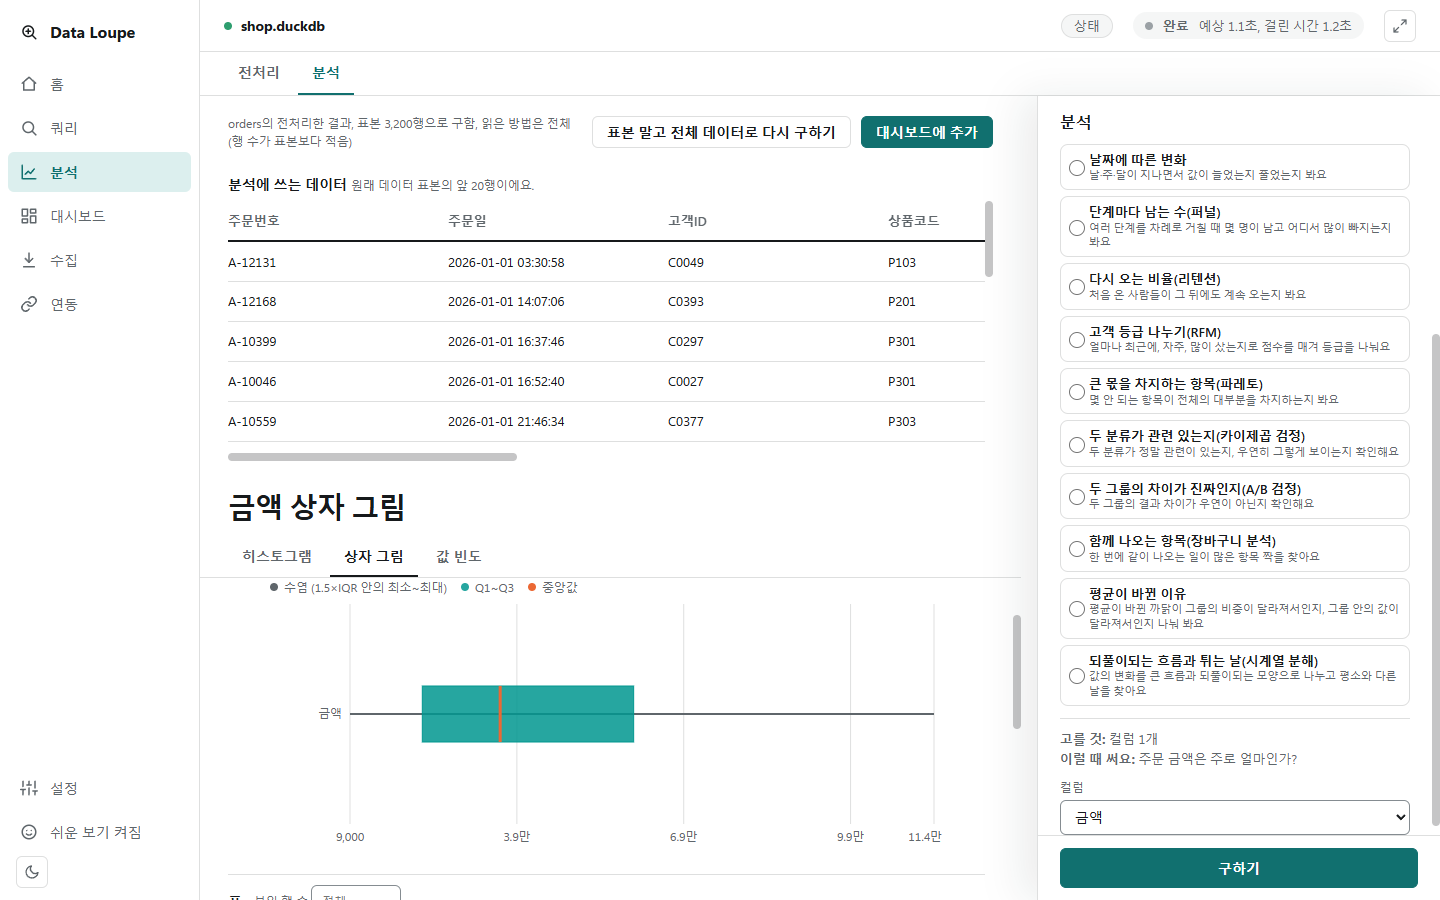 Data Loupe
홈
쿼리
분석
대시보드
수집
연동
설정
쉬운 보기 켜짐
shop.duckdb
상태
완료 예상 1.1초, 걸린 시간 1.2초
전처리
분석
orders의 전처리한 결과, 표본 3,200행으로 구함, 읽은 방법은 전체
(행 수가 표본보다 적음)
표본 말고 전체 데이터로 다시 구하기
대시보드에 추가
분석에 쓰는 데이터 원래 데이터 표본의 앞 20행이에요.
주문번호 주문일 고객ID 상품코드
A-12131 2026-01-01 03:30:58 C0049 P103
A-12168 2026-01-01 14:07:06 C0393 P201
A-10399 2026-01-01 16:37:46 C0297 P301
A-10046 2026-01-01 16:52:40 C0027 P301
A-10559 2026-01-01 21:46:34 C0377 P303
금액 상자 그림
히스토그램
상자 그림
값 빈도
수염 (1.5×IQR 안의 최소~최대) Q1~Q3 중앙값
금액
9,000 3.9만 6.9만 9.9만 11.4만
분석
날짜에 따른 변화
날·주·달이 지나면서 값이 늘었는지 줄었는지 봐요
단계마다 남는 수(퍼널)
여러 단계를 차례로 거칠 때 몇 명이 남고 어디서 많이 빠지는지
봐요
다시 오는 비율(리텐션)
처음 온 사람들이 그 뒤에도 계속 오는지 봐요
고객 등급 나누기(RFM)
얼마나 최근에, 자주, 많이 샀는지로 점수를 매겨 등급을 나눠요
큰 몫을 차지하는 항목(파레토)
몇 안 되는 항목이 전체의 대부분을 차지하는지 봐요
두 분류가 관련 있는지(카이제곱 검정)
두 분류가 정말 관련이 있는지, 우연히 그렇게 보이는지 확인해요
두 그룹의 차이가 진짜인지(A/B 검정)
두 그룹의 결과 차이가 우연이 아닌지 확인해요
함께 나오는 항목(장바구니 분석)
한 번에 같이 나오는 일이 많은 항목 짝을 찾아요
평균이 바뀐 이유
평균이 바뀐 까닭이 그룹의 비중이 달라져서인지, 그룹 안의 값이
달라져서인지 나눠 봐요
되풀이되는 흐름과 튀는 날(시계열 분해)
값의 변화를 큰 흐름과 되풀이되는 모양으로 나누고 평소와 다른
날을 찾아요
고를 것: 컬럼 1개
이럴 때 써요: 주문 금액은 주로 얼마인가?
컬럼
금액
구하기